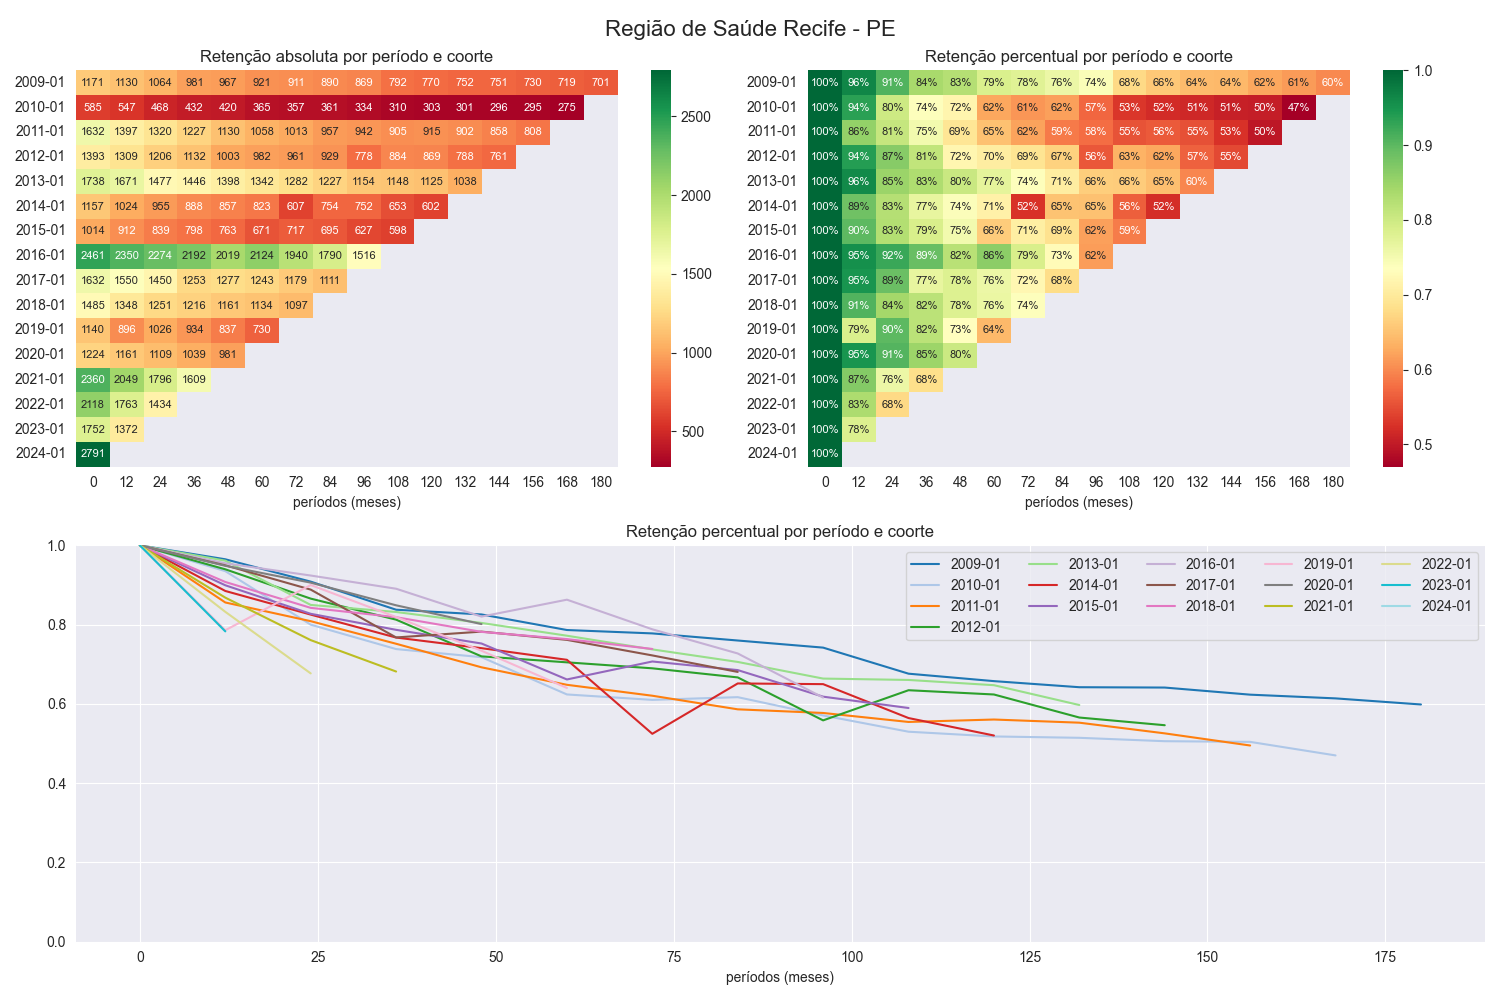 Região de Saúde Recife - PE
Retenção absoluta por período e coorte
2009-01 1171 1130 1064 981 967 921 911 890 869 792 770 752 751 730 719 701
2010-01 585 547 468 432 420 365 357 361 334 310 303 301 296 295 275
2011-01 1632 1397 1320 1227 1130 1058 1013 957 942 905 915 902 858 808
2012-01 1393 1309 1206 1132 1003 982 961 929 778 884 869 788 761
2013-01 1738 1671 1477 1446 1398 1342 1282 1227 1154 1148 1125 1038
2014-01 1157 1024 955 888 857 823 607 754 752 653 602
2015-01 1014 912 839 798 763 671 717 695 627 598
2016-01 2461 2350 2274 2192 2019 2124 1940 1790 1516
2017-01 1632 1550 1450 1253 1277 1243 1179 1111
2018-01 1485 1348 1251 1216 1161 1134 1097
2019-01 1140 896 1026 934 837 730
2020-01 1224 1161 1109 1039 981
2021-01 2360 2049 1796 1609
2022-01 2118 1763 1434
2023-01 1752 1372
2024-01 2791
0 12 24 36 48 60 72 84 96 108 120 132 144 156 168 180
períodos (meses)
2500
2000
1500
1000
500
Retenção percentual por período e coorte
2009-01 100% 96% 91% 84% 83% 79% 78% 76% 74% 68% 66% 64% 64% 62% 61% 60%
2010-01 100% 94% 80% 74% 72% 62% 61% 62% 57% 53% 52% 51% 51% 50% 47%
2011-01 100% 86% 81% 75% 69% 65% 62% 59% 58% 55% 56% 55% 53% 50%
2012-01 100% 94% 87% 81% 72% 70% 69% 67% 56% 63% 62% 57% 55%
2013-01 100% 96% 85% 83% 80% 77% 74% 71% 66% 66% 65% 60%
2014-01 100% 89% 83% 77% 74% 71% 52% 65% 65% 56% 52%
2015-01 100% 90% 83% 79% 75% 66% 71% 69% 62% 59%
2016-01 100% 95% 92% 89% 82% 86% 79% 73% 62%
2017-01 100% 95% 89% 77% 78% 76% 72% 68%
2018-01 100% 91% 84% 82% 78% 76% 74%
2019-01 100% 79% 90% 82% 73% 64%
2020-01 100% 95% 91% 85% 80%
2021-01 100% 87% 76% 68%
2022-01 100% 83% 68%
2023-01 100% 78%
2024-01 100%
0 12 24 36 48 60 72 84 96 108 120 132 144 156 168 180
períodos (meses)
1.0
0.9
0.8
0.7
0.6
0.5
Retenção percentual por período e coorte
1.0
0.8
0.6
0.4
0.2
0.0
2009-01 2013-01 2016-01 2019-01 2022-01
2010-01 2014-01 2017-01 2020-01 2023-01
2011-01 2015-01 2018-01 2021-01 2024-01
2012-01
0 25 50 75 100 125 150 175
períodos (meses)